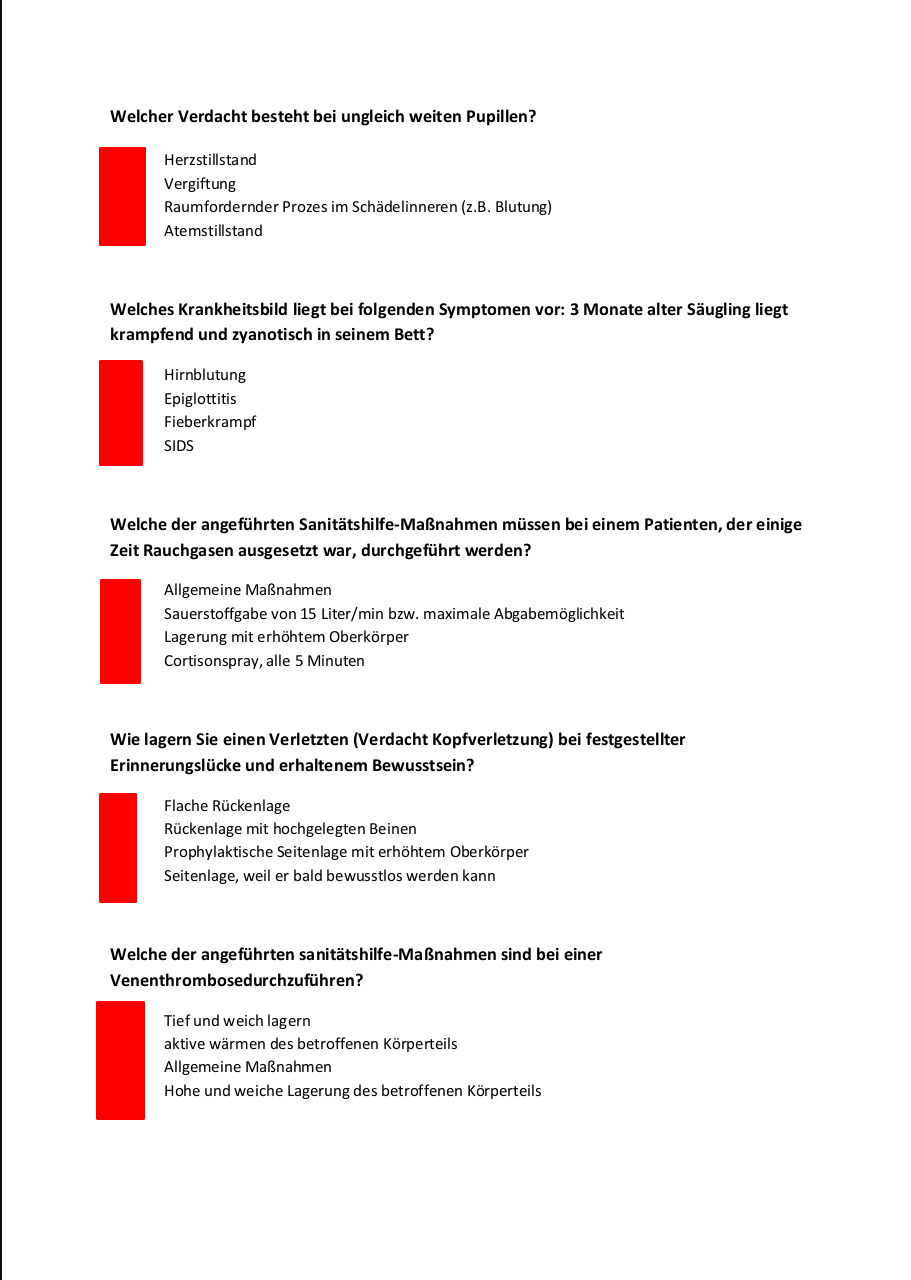 Welcher Verdacht besteht bei ungleich weiten Pupillen?
Herzstillstand
Vergiftung
Raumfordernder Prozes im Schädelinneren (z.B. Blutung)
Atemstillstand
Welches Krankheitsbild liegt bei folgenden Symptomen vor: 3 Monate alter Säugling liegt
krampfend und zyanotisch in seinem Bett?
Hirnblutung
Epiglottitis
Fieberkrampf
SIDS
Welche der angeführten Sanitätshilfe-Maßnahmen müssen bei einem Patienten, der einige
Zeit Rauchgasen ausgesetzt war, durchgeführt werden?
Allgemeine Maßnahmen
Sauerstoffgabe von 15 Liter/min bzw. maximale Abgabemöglichkeit
Lagerung mit erhöhtem Oberkörper
Cortisonspray, alle 5 Minuten
Wie lagern Sie einen Verletzten (Verdacht Kopfverletzung) bei festgestellter
Erinnerungslücke und erhaltenem Bewusstsein?
Flache Rückenlage
Rückenlage mit hochgelegten Beinen
Prophylaktische Seitenlage mit erhöhtem Oberkörper
Seitenlage, weil er bald bewusstlos werden kann
Welche der angeführten sanitätshilfe-Maßnahmen sind bei einer
Venenthrombosedurchzuführen?
Tief und weich lagern
aktive wärmen des betroffenen Körperteils
Allgemeine Maßnahmen
Hohe und weiche Lagerung des betroffenen Körperteils